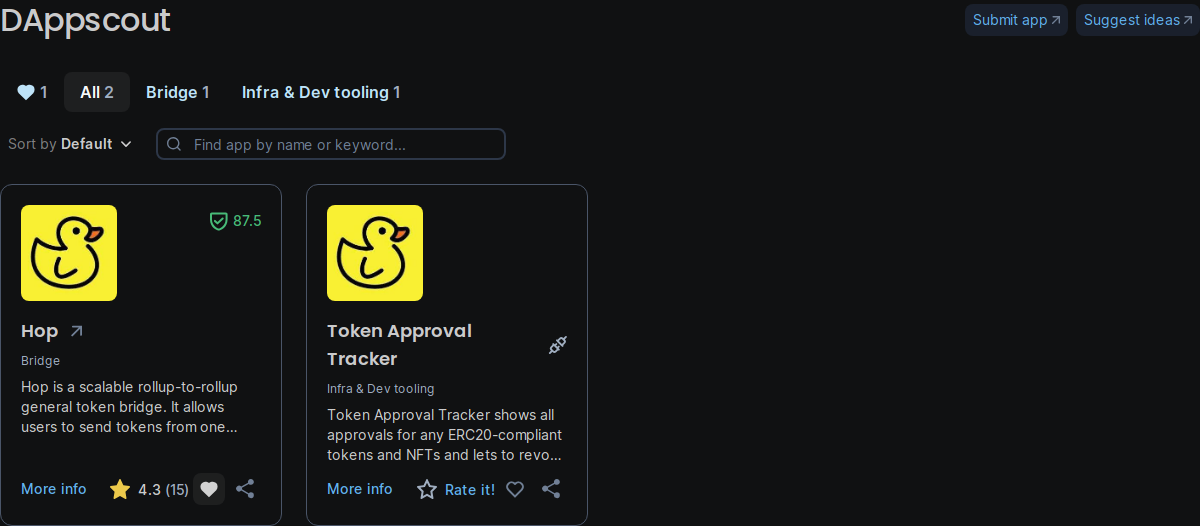 DAppscout
Submit app
Suggest ideas
1
All 2
Bridge 1
Infra & Dev tooling 1
Sort by Default
Find app by name or keyword...
87.5
Hop
Bridge
Hop is a scalable rollup-to-rollup
general token bridge. It allows
users to send tokens from one...
More info
4.3 (15)
Token Approval
Tracker
Infra & Dev tooling
Token Approval Tracker shows all
approvals for any ERC20-compliant
tokens and NFTs and lets to revo...
More info
Rate it!